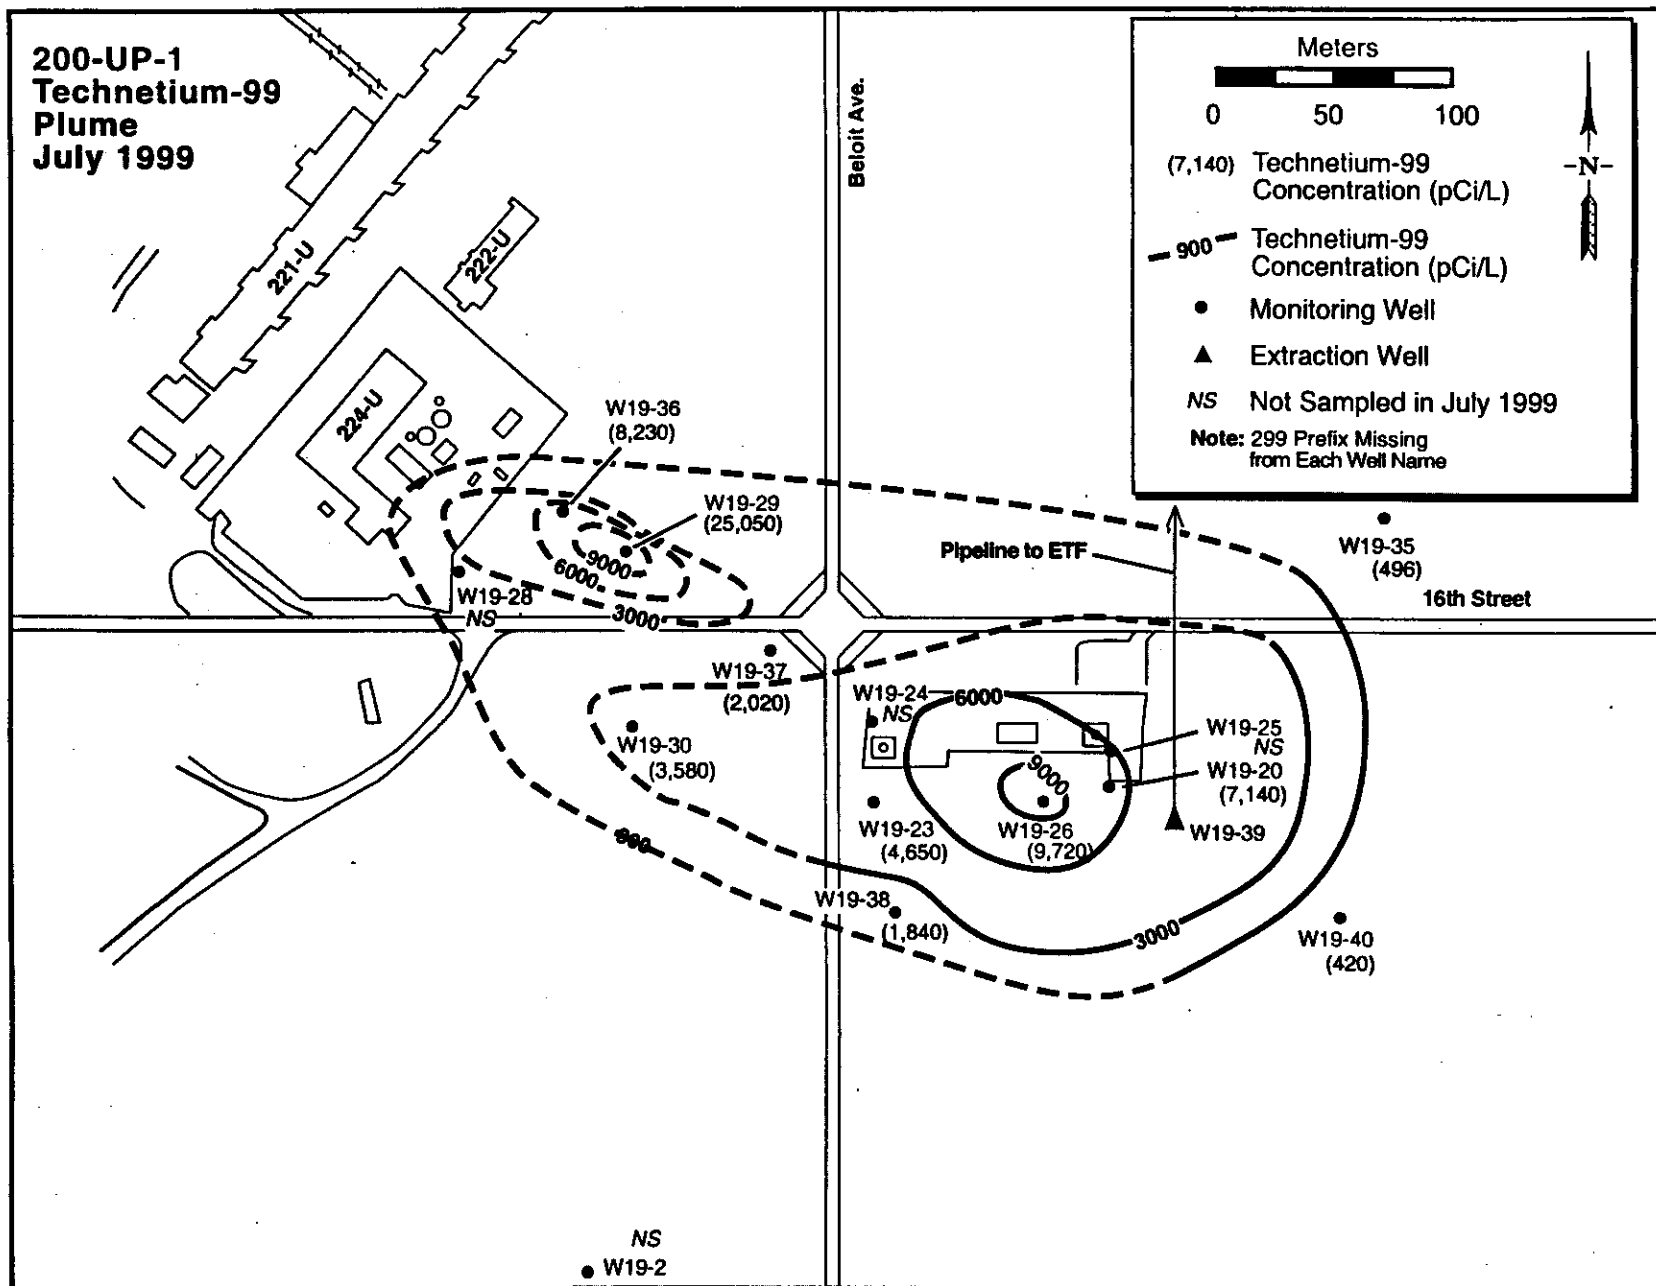 200-UP-1
Technetium-99
Plume
July 1999
Meters
0 50 100
(7,140) Technetium-99
Concentration (pCi/L)
900 Technetium-99
Concentration (pCi/L)
Monitoring Well
Extraction Well
NS Not Sampled in July 1999
Note: 299 Prefix Missing
from Each Well Name
-N-
Beloit Ave.
221-U
222-U
224-U
W19-36
(8,230)
W19-29
(25,050)
9000
6000
3000
W19-28
NS
Pipeline to ETF
W19-35
(496)
16th Street
W19-37
(2,020)
W19-24
NS
6000
W19-30
(3,580)
W19-25
NS
9000
W19-20
(7,140)
W19-23
(4,650)
W19-26
(9,720)
W19-39
900
W19-38
(1,840)
3000
W19-40
(420)
NS
W19-2